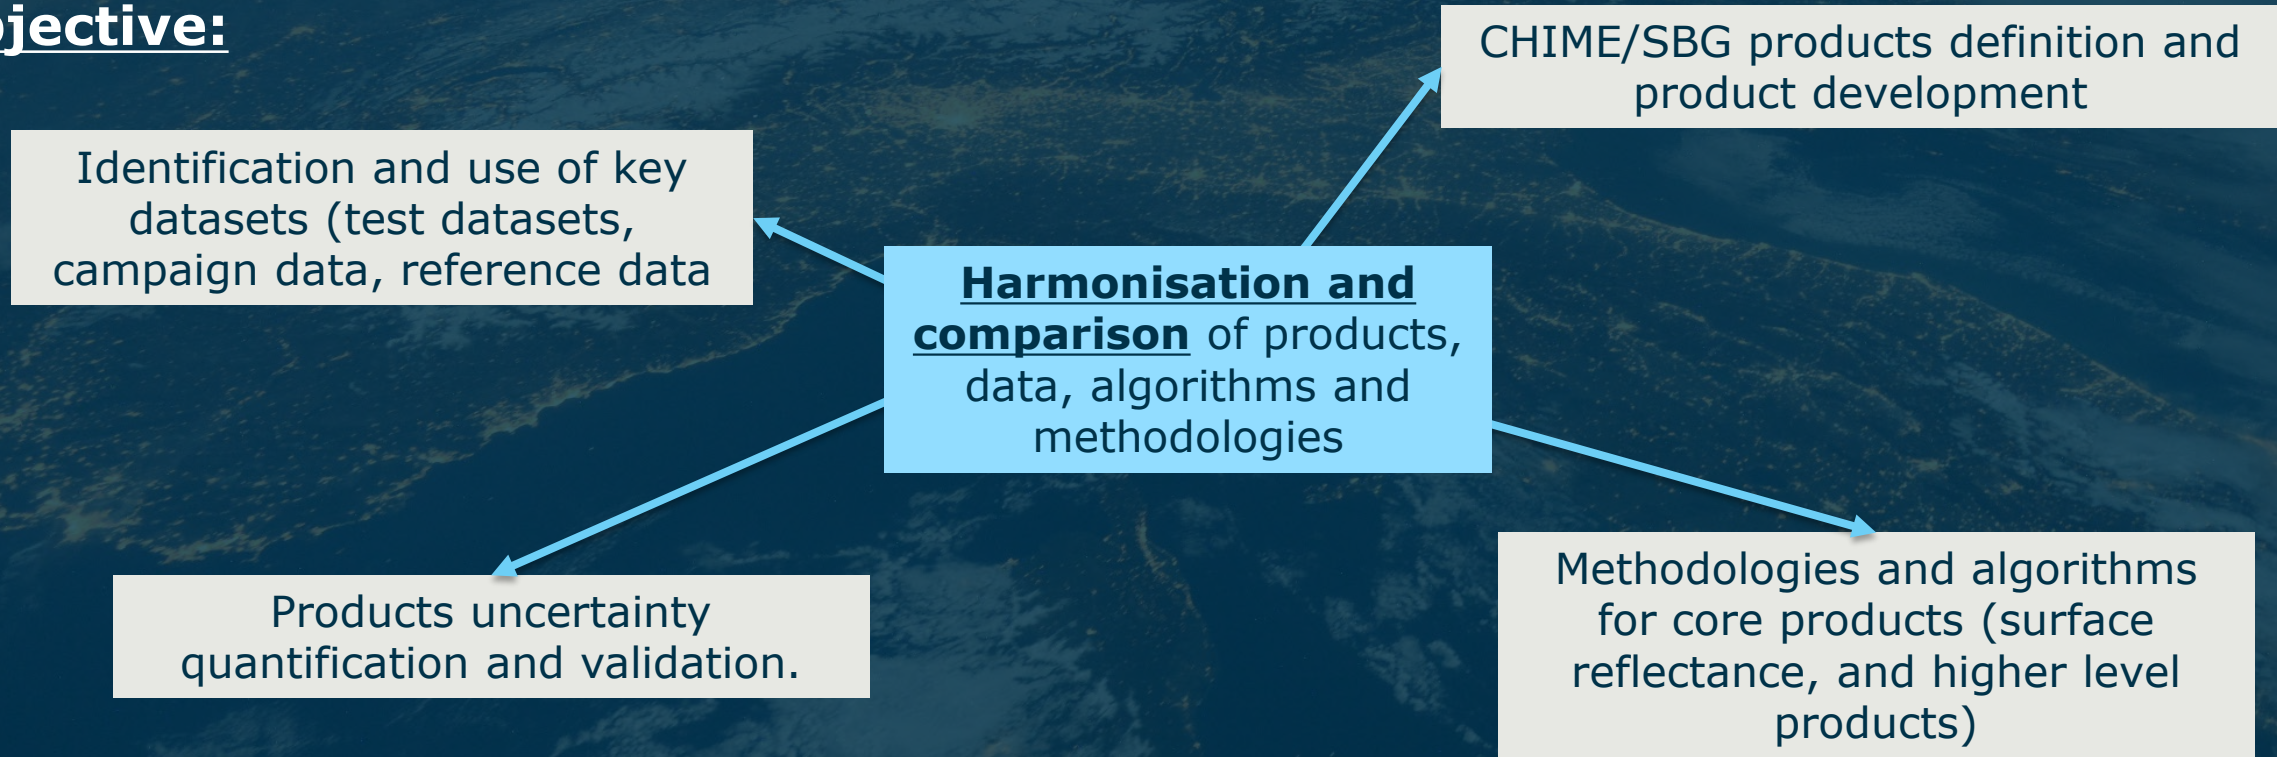 bjective:
CHIME/SBG products definition and
product development
Identification and use of key
datasets (test datasets,
campaign data, reference data
Harmonisation and
comparison of products,
data, algorithms and
methodologies
Products uncertainty
quantification and validation.
Methodologies and algorithms
for core products (surface
reflectance, and higher level
products)